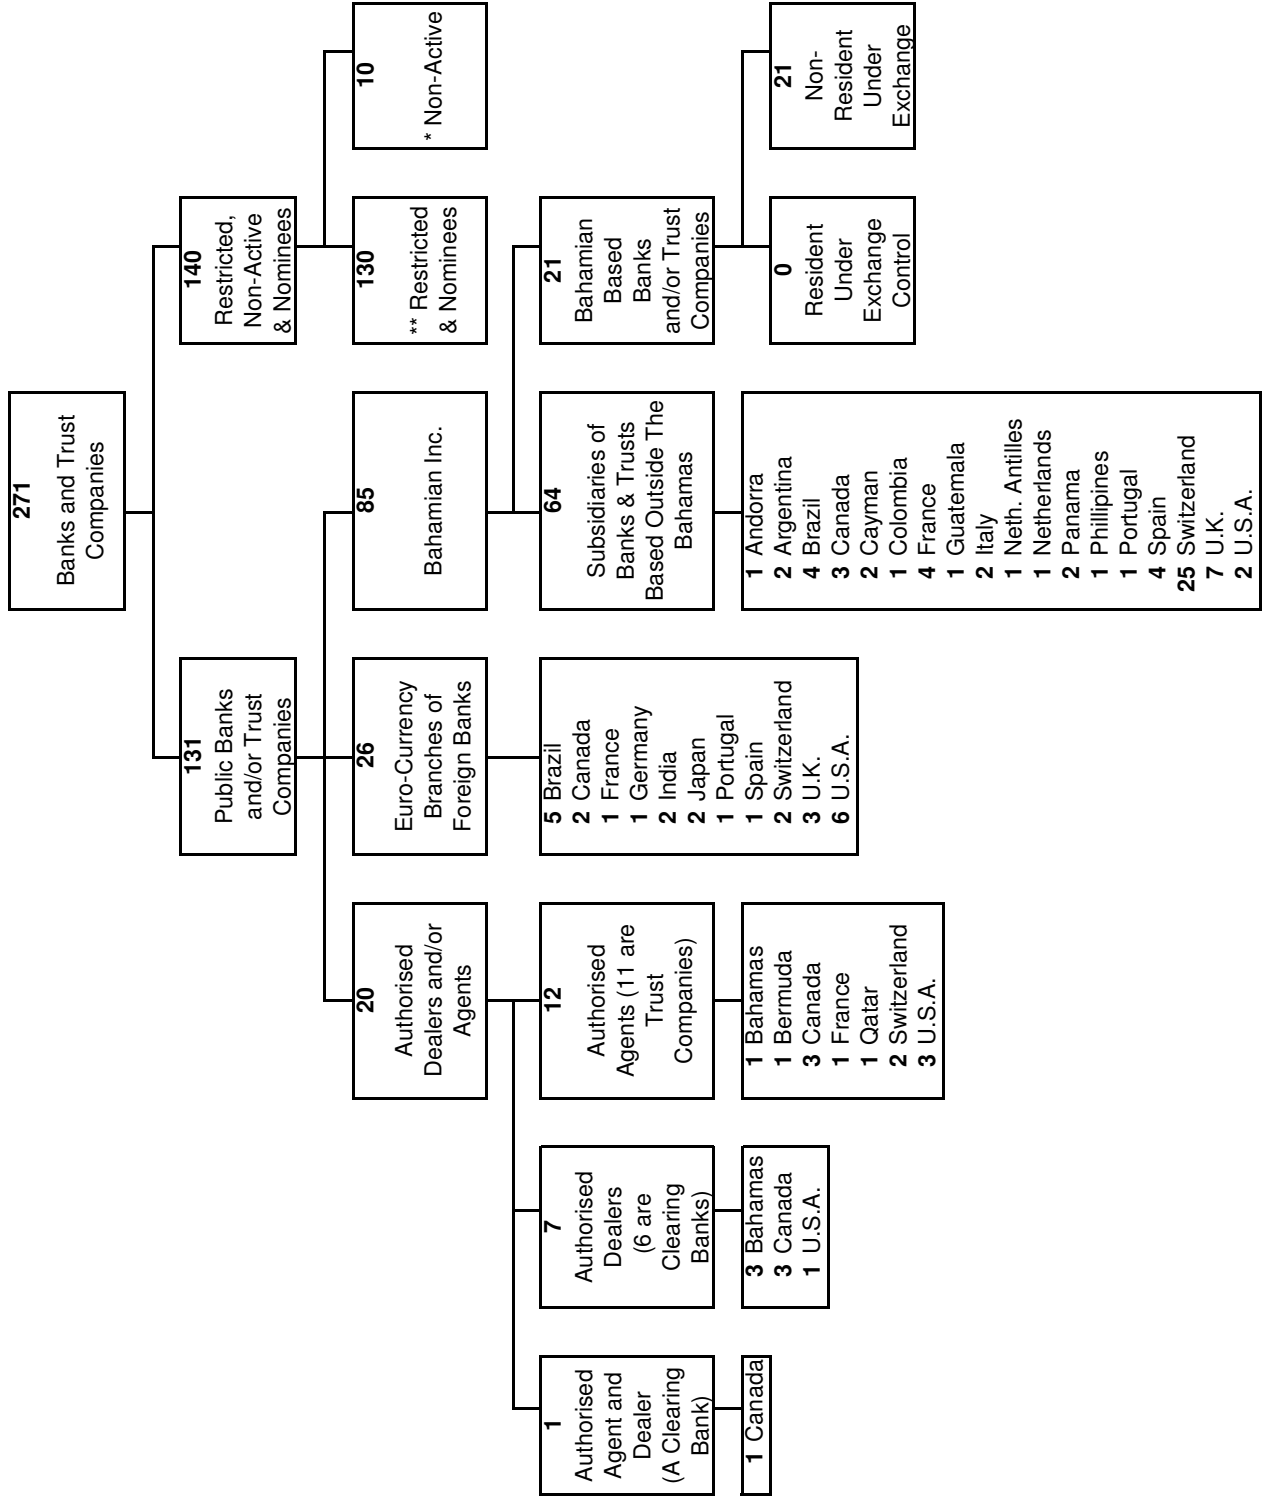 271
Banks and Trust
Companies
131
Public Banks
and/or Trust
Companies
140
Restricted,
Non-Active
& Nominees
20
Authorised
Dealers and/or
Agents
26
Euro-Currency
Branches of
Foreign Banks
85
Bahamian Inc.
130
** Restricted
& Nominees
10
* Non-Active
1
Authorised
Agent and
Dealer
(A Clearing
Bank)
7
Authorised
Dealers
(6 are
Clearing
Banks)
12
Authorised
Agents (11 are
Trust
Companies)
5 Brazil
2 Canada
1 France
1 Germany
2 India
2 Japan
1 Portugal
1 Spain
2 Switzerland
3 U.K.
6 U.S.A.
64
Subsidiaries of
Banks & Trusts
Based Outside The
Bahamas
21
Bahamian
Based
Banks
and/or Trust
Companies
1 Canada
3 Bahamas
3 Canada
1 U.S.A.
1 Bahamas
1 Bermuda
3 Canada
1 France
1 Qatar
2 Switzerland
3 U.S.A.
1 Andorra
2 Argentina
4 Brazil
3 Canada
2 Cayman
1 Colombia
4 France
1 Guatemala
2 Italy
1 Neth. Antilles
1 Netherlands
2 Panama
1 Phillipines
1 Portugal
4 Spain
25 Switzerland
7 U.K.
2 U.S.A.
0
Resident
Under
Exchange
Control
21
Non-
Resident
Under
Exchange